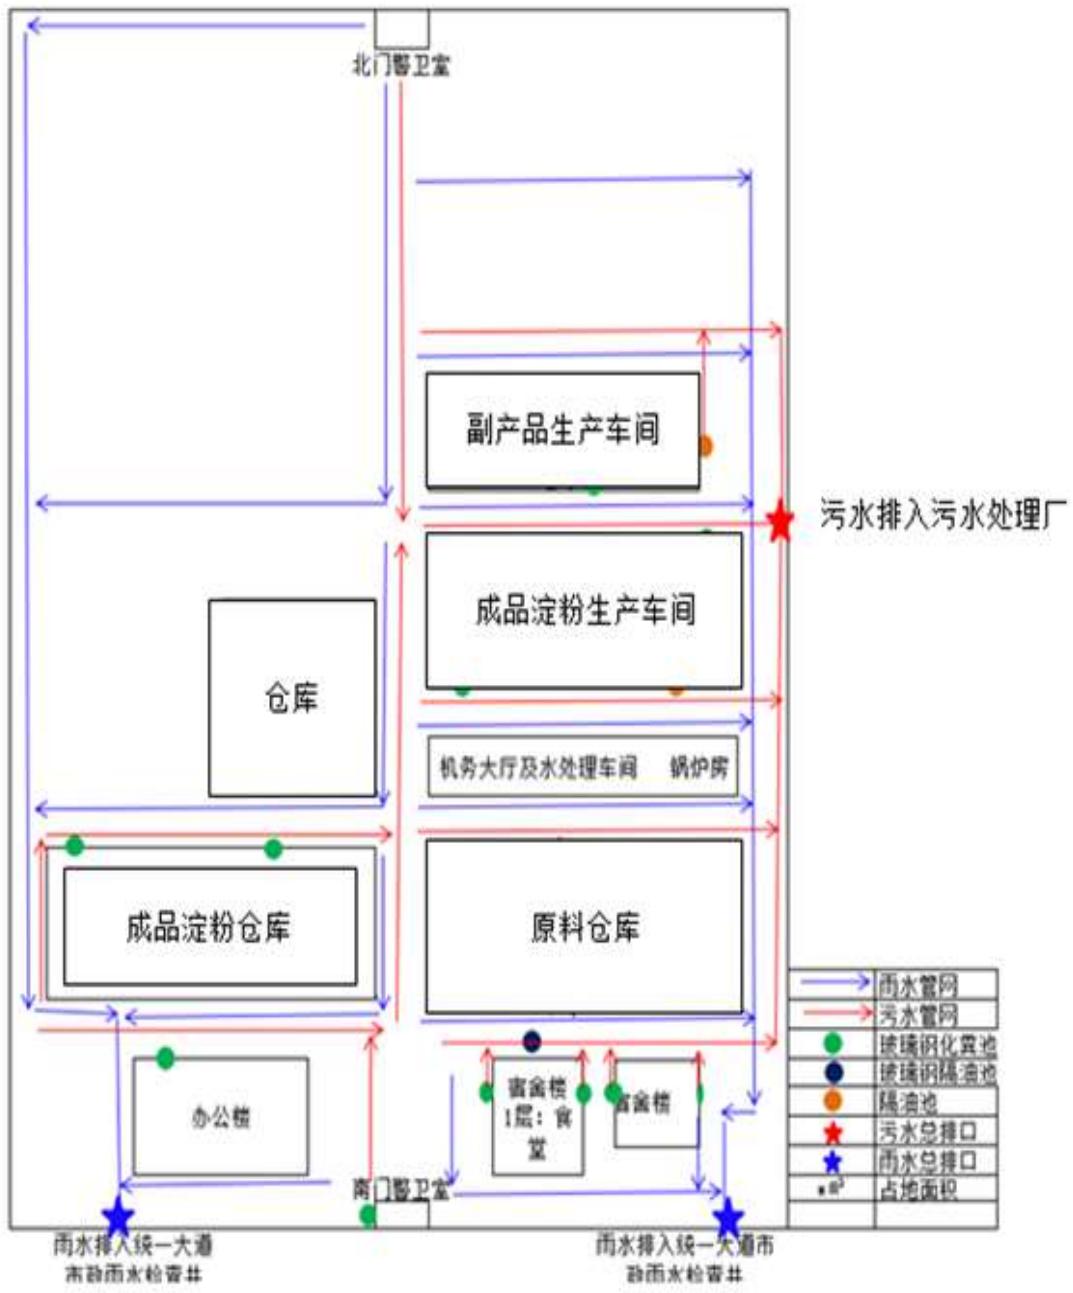 北门警卫室
副产品生产车间
污水排入污水处理厂
成品淀粉生产车间
仓库
机务大厅及水处理车间 锅炉房
成品淀粉仓库
原料仓库
雨水管网
污水管网
玻璃钢化粪池
玻璃钢隔油池
隔油池
污水总排口
雨水总排口
占地面积
办公楼
宿舍楼
1层：食
堂
宿舍楼
南门警卫室
雨水排入统一大道
市政雨水检查井
雨水排入统一大道市
政雨水检查井